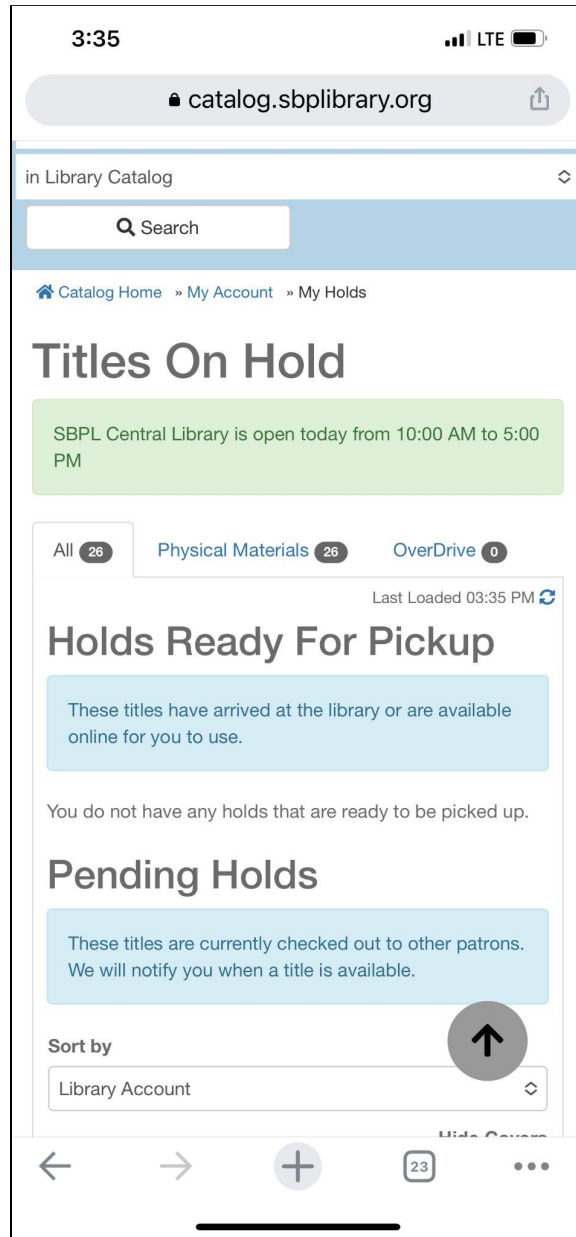 3:35 LTE
catalog.sbplibrary.org
in Library Catalog
Search
Catalog Home » My Account » My Holds
Titles On Hold
SBPL Central Library is open today from 10:00 AM to 5:00
PM
All 26 Physical Materials 26 OverDrive 0
Last Loaded 03:35 PM
Holds Ready For Pickup
These titles have arrived at the library or are available
online for you to use.
You do not have any holds that are ready to be picked up.
Pending Holds
These titles are currently checked out to other patrons.
We will notify you when a title is available.
Sort by
Library Account
Hide Covers
23